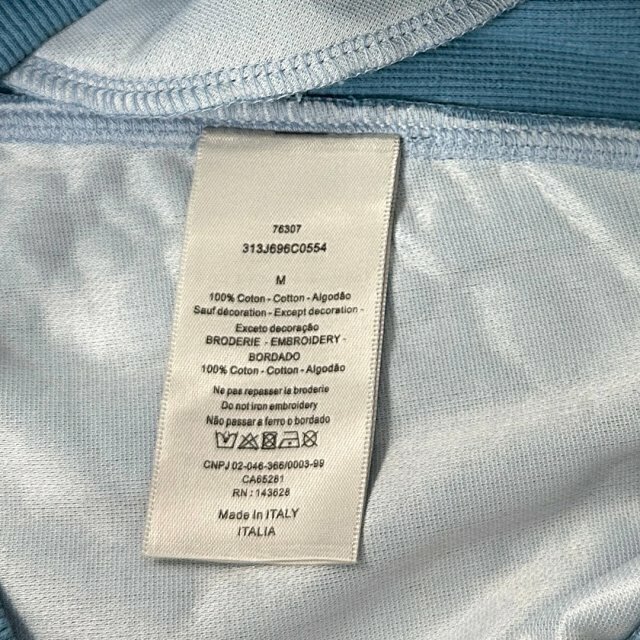 76307
313J696C0554
M
100% Coton - Cotton - Algodão
Sauf décoration - Except decoration -
Exceto decoração
BRODERIE - EMBROIDERY -
BORDADO
100% Coton - Cotton - Algodão
Ne pas repasser la broderie
Do not iron embroidery
Não passar a ferro o bordado
CNPJ 02-046-366/0003-99
CA65281
RN : 143628
Made In ITALY
ITALIA